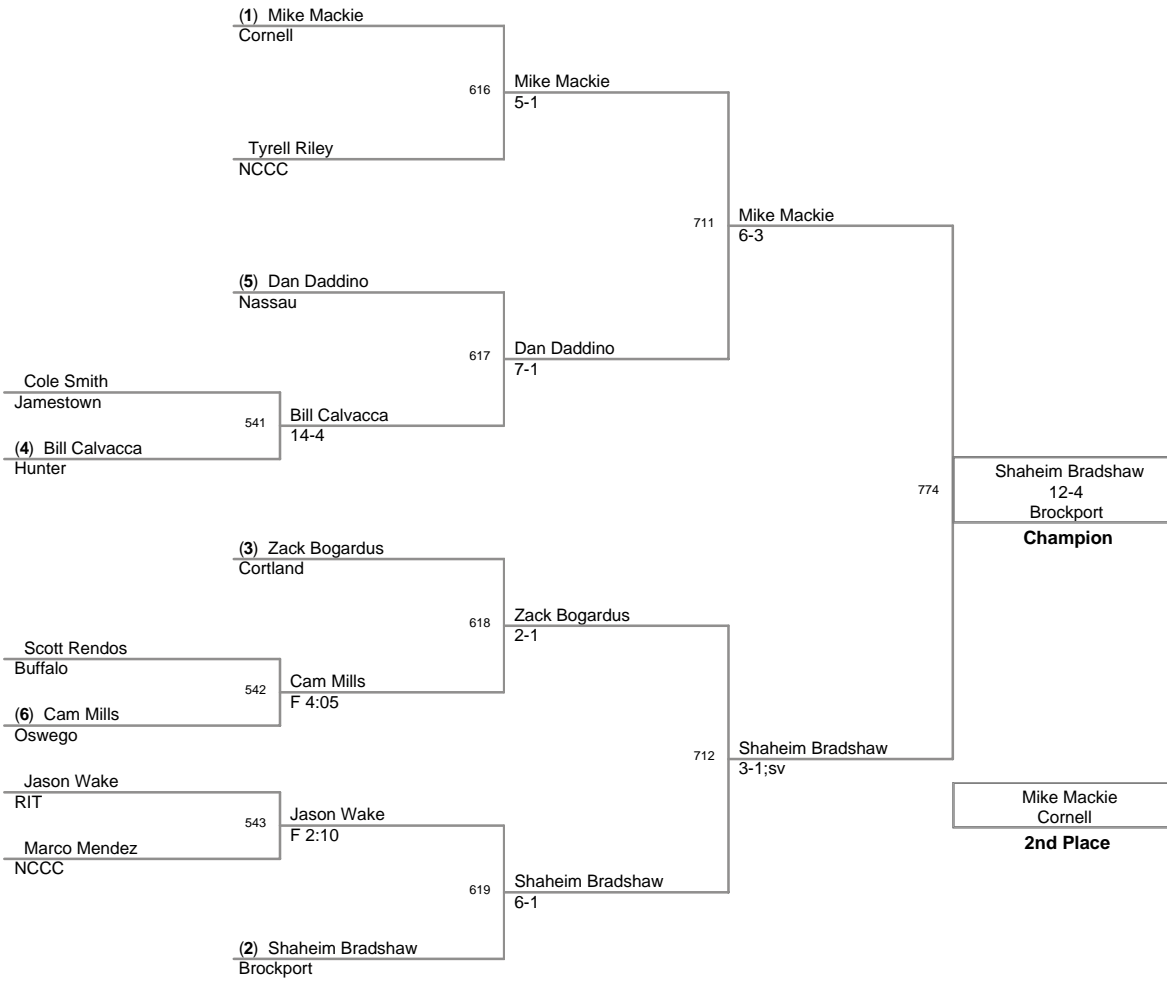 (1) Mike Mackie
Cornell
616
Mike Mackie
5-1
Tyrell Riley
NCCC
711
Mike Mackie
6-3
(5) Dan Daddino
Nassau
617
Dan Daddino
7-1
Cole Smith
Jamestown
541
Bill Calvacca
14-4
(4) Bill Calvacca
Hunter
774
Shaheim Bradshaw
12-4
Brockport
Champion
(3) Zack Bogardus
Cortland
618
Zack Bogardus
2-1
Scott Rendos
Buffalo
542
Cam Mills
F 4:05
(6) Cam Mills
Oswego
712
Shaheim Bradshaw
3-1;sv
Jason Wake
RIT
543
Jason Wake
F 2:10
Marco Mendez
NCCC
619
Shaheim Bradshaw
6-1
(2) Shaheim Bradshaw
Brockport
Mike Mackie
Cornell
2nd Place